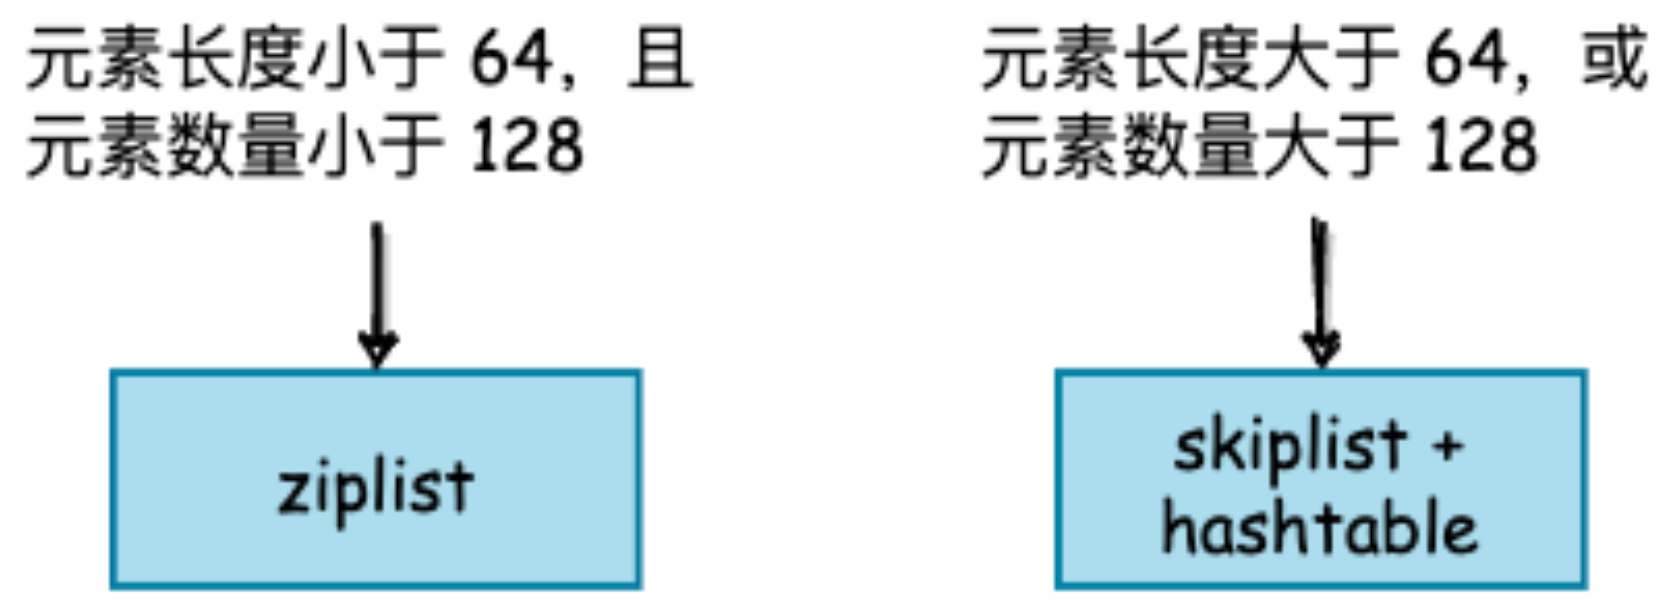 元素长度小于 64，且
元素数量小于 128
ziplist
元素长度大于 64，或
元素数量大于 128
skiplist +
hashtable